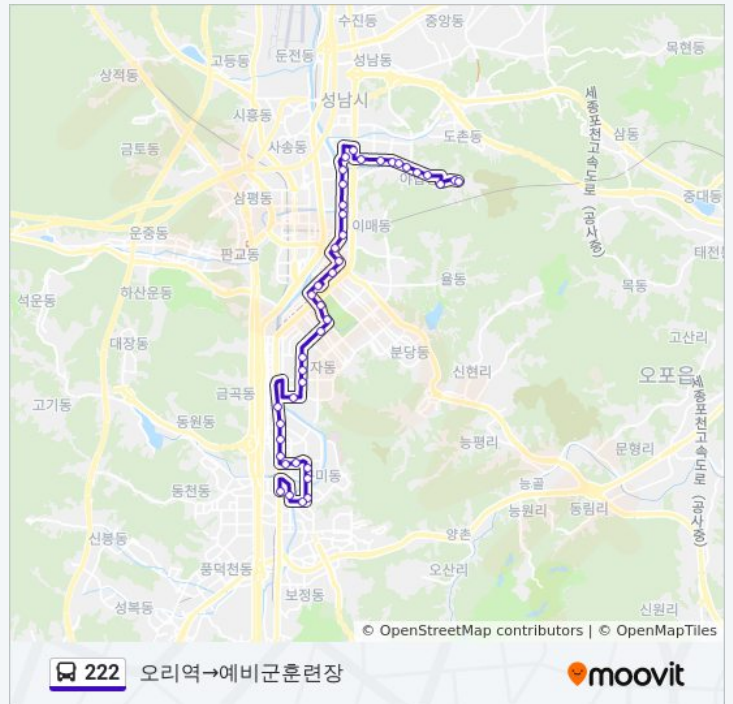 수진동
중앙동
둔전동
고등동
성남동
목현동
상적동
성남시
시흥동
도촌동
삼동
금토동
사송동
세종포천고속도로 (공사중)
삼평동
중대동
이매동
운중동
판교동
태전동
율동
하산운동
목동
석운동
대장동
고산리
분당동
자동
신현리
오포읍
금곡동
고기동
동원동
세종포천고속도로 (공사중)
능평리
문형리
미동
동천동
능골
능원리
동림리
양촌
신봉동
풍덕천동
오산리
보정동
성복동
신원리
© OpenStreetMap contributors | © OpenMapTiles
222 오리역→예비군훈련장
moovit